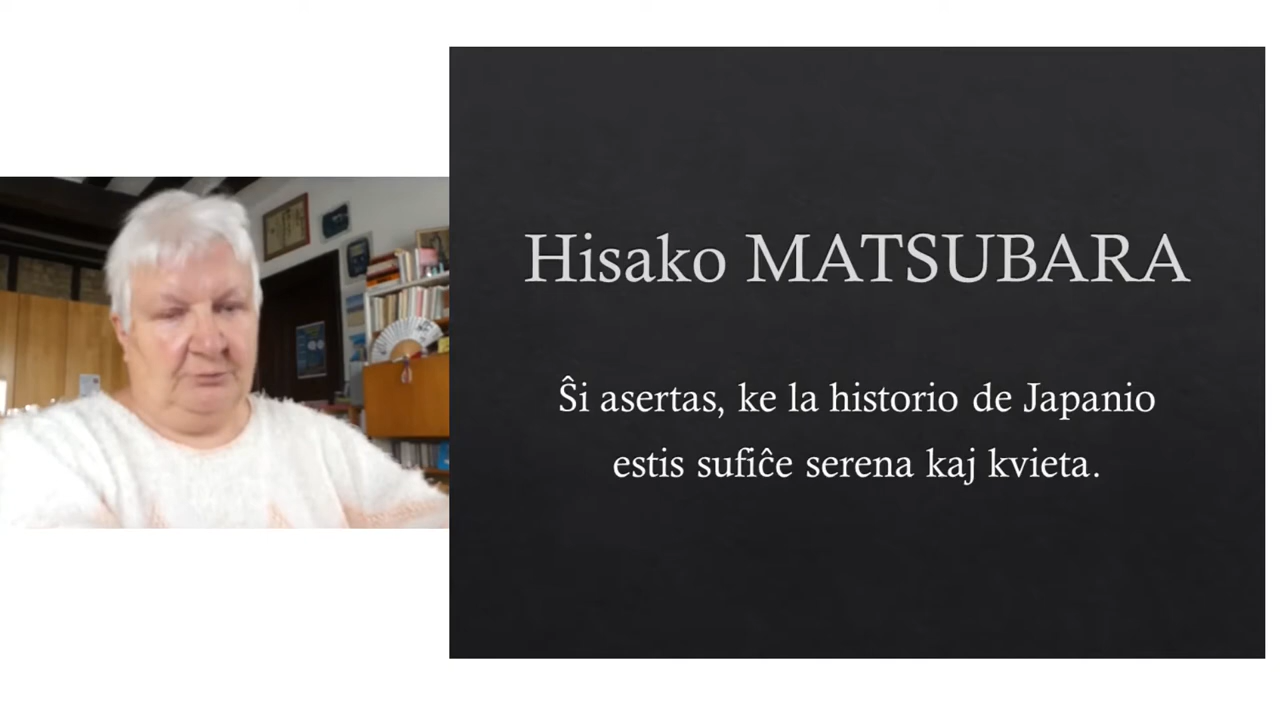 Hisako MATSUBARA
Ŝi asertas, ke la historio de Japanio
estis sufiĉe serena kaj kvieta.